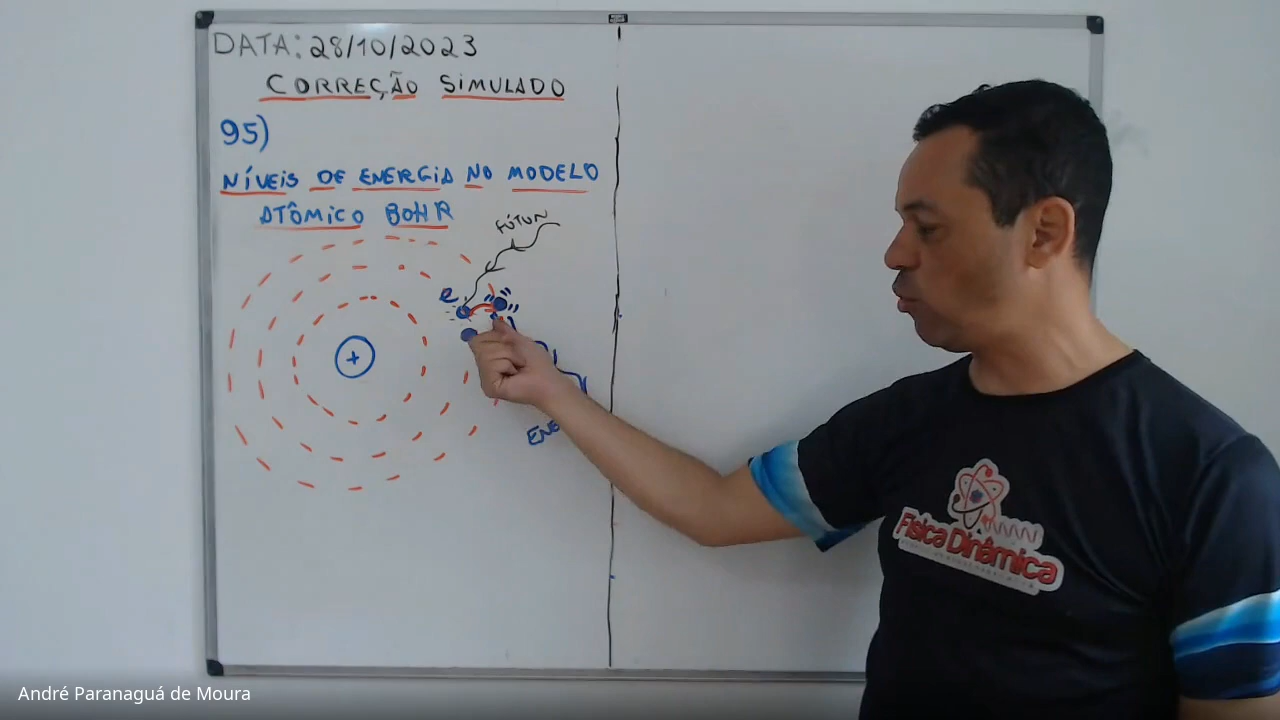 DATA: 28/10/2023
CORREÇÃO SIMULADO
95)
NÍVEIS DE ENERGIA NO MODELO
ATÔMICO BOHR
FÓTON
e
+
ENE
Física Dinâmica
André Paranaguá de Moura